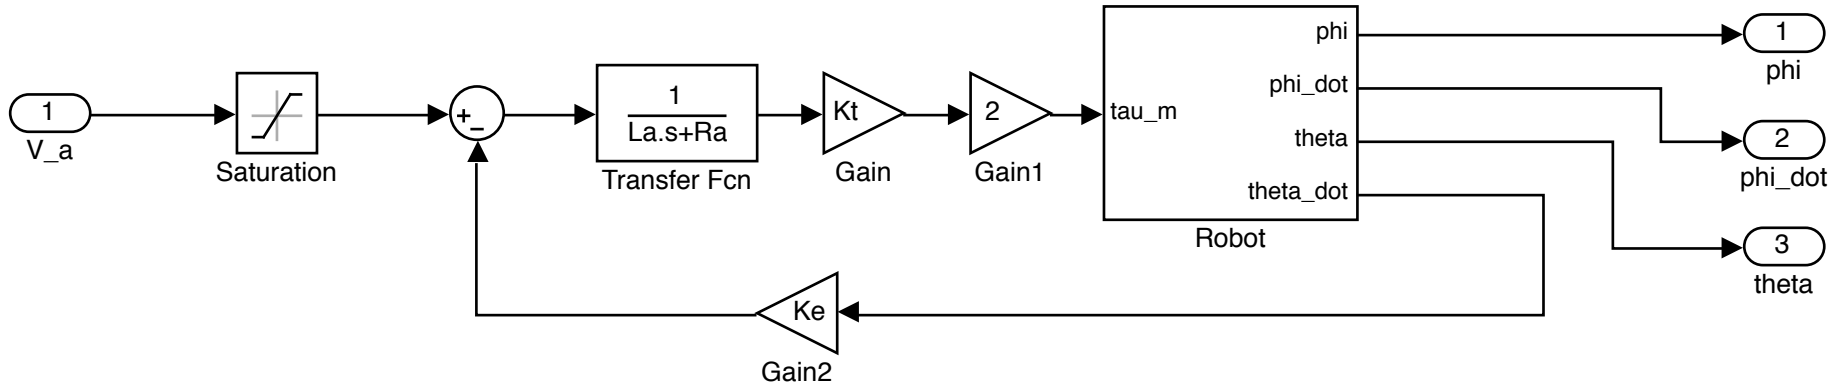 1
V_a
Saturation
+
−
1
La.s+Ra
Transfer Fcn
Kt
Gain
2
Gain1
tau_m
phi
phi_dot
theta
theta_dot
Robot
1
phi
2
phi_dot
3
theta
Ke
Gain2